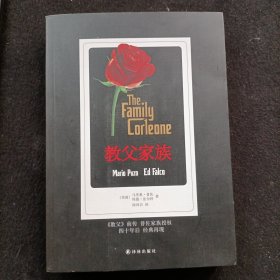 The
Family
Corleone
教父家族
Mario Puzo Ed Falco
《教父》前传 普佐家族授权
四十年后 经典再现
译林出版社